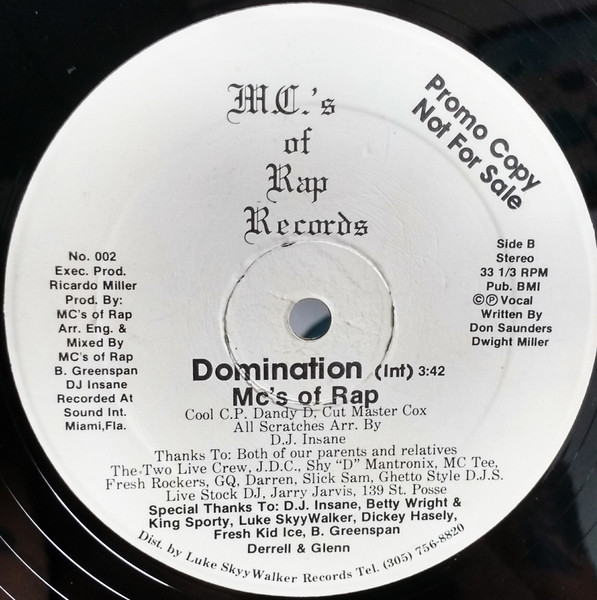 M.C.'s
of
Rap
Records
Promo Copy
Not For Sale
No. 002
Exec. Prod.
Ricardo Miller
Prod. By:
MC's of Rap
Arr. Eng. &
Mixed By
MC's of Rap
B. Greenspan
DJ Insane
Recorded At
Sound Int.
Miami,Fla.
Side B
Stereo
33 1/3 RPM
Pub. BMI
©℗Vocal
Written By
Don Saunders
Dwight Miller
Domination (Int) 3:42
Mc's of Rap
Cool C.P. Dandy D. Cut Master Cox
All Scratches Arr. By
D.J. Insane
Thanks To: Both of our parents and relatives
The Two Live Crew, J.D.C., Shy "D" Mantronix, MC Tee,
Fresh Rockers, GQ, Darren, Slick Sam, Ghetto Style D.J.S.
Live Stock DJ, Jarry Jarvis, 139 St. Posse
Special Thanks To: D.J. Insane, Betty Wright &
King Sporty, Luke SkyyWalker, Dickey Hasely,
Fresh Kid Ice, B. Greenspan
Derrell & Glenn
Dist. by Luke SkyyWalker Records Tel. (305) 756-8820